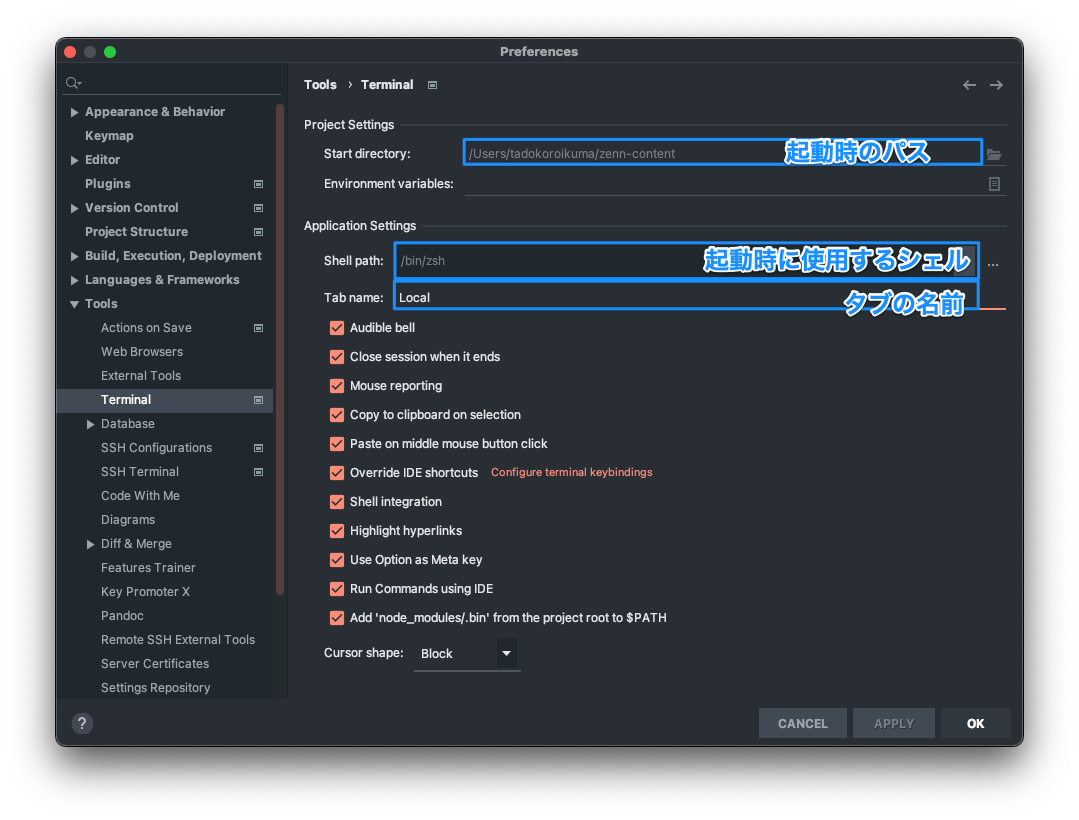 Preferences
Appearance & Behavior
Keymap
Editor
Plugins
Version Control
Project Structure
Build, Execution, Deployment
Languages & Frameworks
Tools
Actions on Save
Web Browsers
External Tools
Terminal
Database
SSH Configurations
SSH Terminal
Code With Me
Diagrams
Diff & Merge
Features Trainer
Key Promoter X
Pandoc
Remote SSH External Tools
Server Certificates
Settings Repository
Tools › Terminal
Project Settings
Start directory: /Users/tadokoroikuma/zenn-content 起動時のパス
Environment variables:
Application Settings
Shell path: /bin/zsh 起動時に使用するシェル ...
Tab name: Local タブの名前
Audible bell
Close session when it ends
Mouse reporting
Copy to clipboard on selection
Paste on middle mouse button click
Override IDE shortcuts Configure terminal keybindings
Shell integration
Highlight hyperlinks
Use Option as Meta key
Run Commands using IDE
Add 'node_modules/.bin' from the project root to $PATH
Cursor shape: Block
? CANCEL APPLY OK